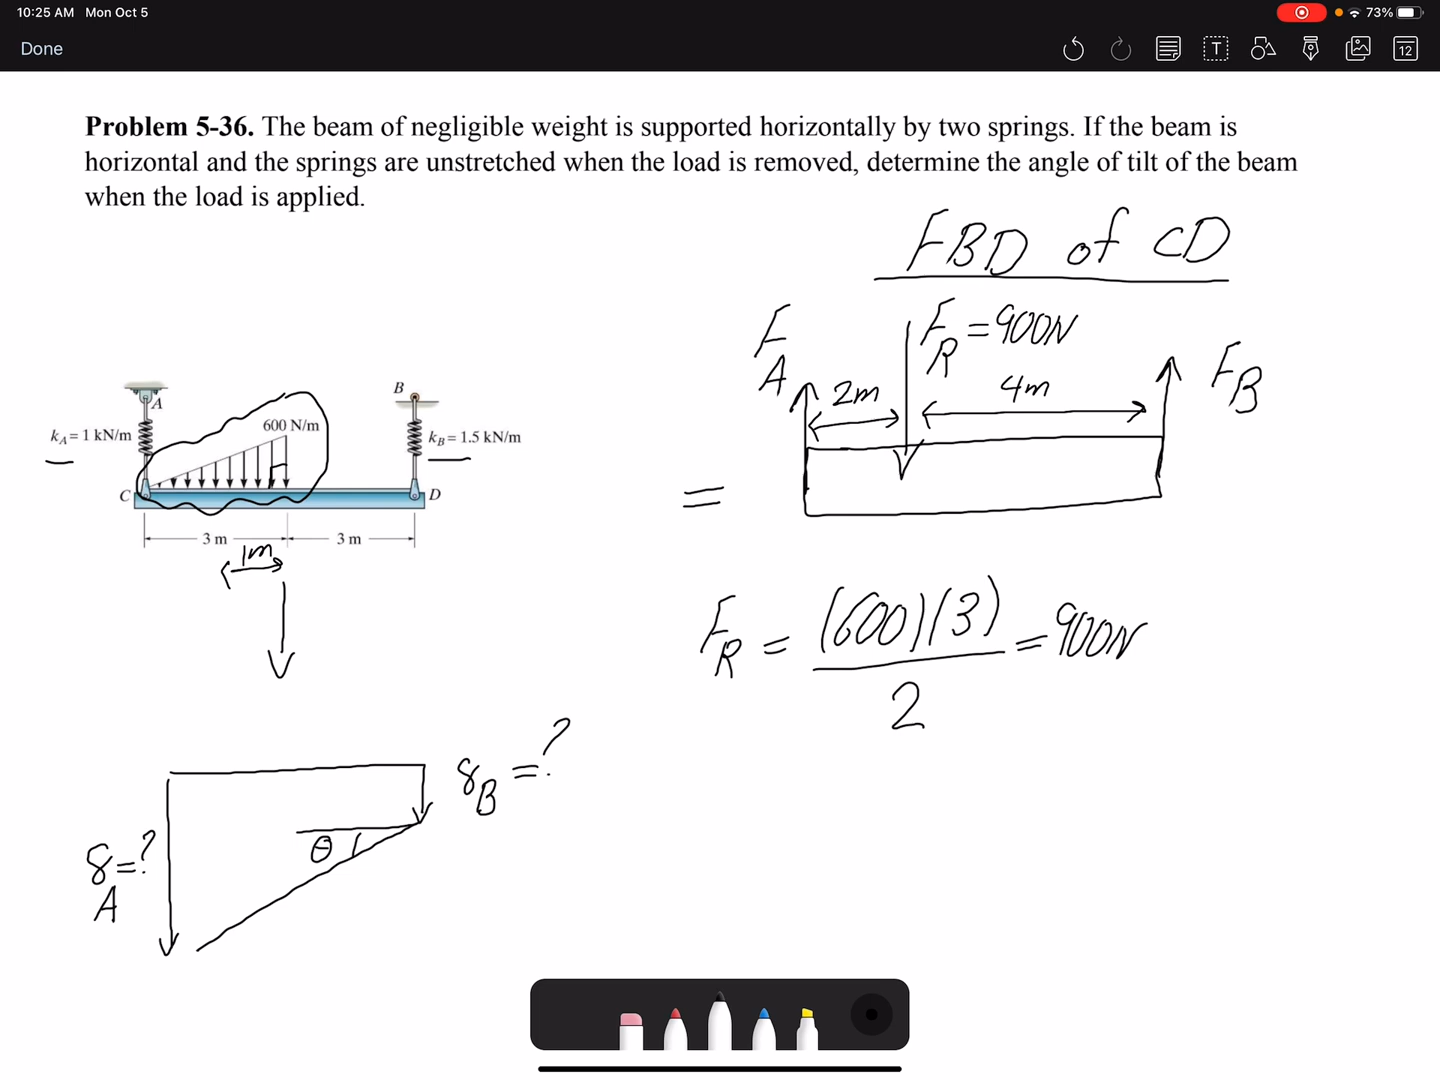 10:25 AM Mon Oct 5
73%
Done
T
12
Problem 5-36. The beam of negligible weight is supported horizontally by two springs. If the beam is
horizontal and the springs are unstretched when the load is removed, determine the angle of tilt of the beam
when the load is applied.
FBD of CD
F_A
F_R = 900N
F_B
2m
4m
A
B
600 N/m
k_A = 1 kN/m
k_B = 1.5 kN/m
C
D
=
3 m
3 m
1m
F_R = (600)(3) / 2 = 900N
δ_B = ?
δ_A = ?
θ